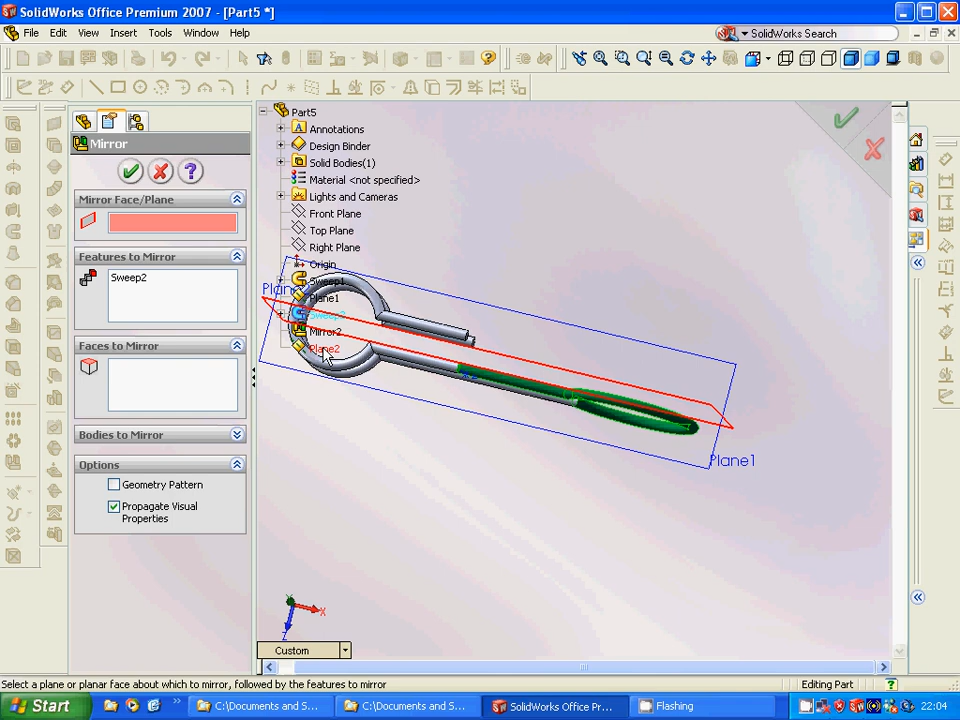 SolidWorks Office Premium 2007 - [Part5 *]
File Edit View Insert Tools Window Help
SolidWorks Search
Mirror
Mirror Face/Plane
Features to Mirror
Sweep2
Faces to Mirror
Bodies to Mirror
Options
Geometry Pattern
Propagate Visual
Properties
Part5
Annotations
Design Binder
Solid Bodies(1)
Material <not specified>
Lights and Cameras
Front Plane
Top Plane
Right Plane
Origin
Sweep1
Plane1
Sweep2
Mirror2
Plane2
Plane1
X
Y
Z
Custom
Select a plane or planar face about which to mirror, followed by the features to mirror
Editing Part
Start
C:\Documents and S...
C:\Documents and S...
SolidWorks Office Pr...
Flashing
22:04